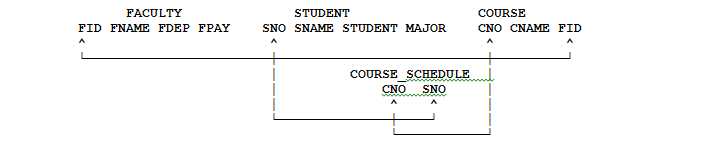 FACULTY STUDENT COURSE
FID FNAME FDEP FPAY SNO SNAME STUDENT MAJOR CNO CNAME FID
^ ^ ^ ^
COURSE_SCHEDULE
CNO SNO
^ ^